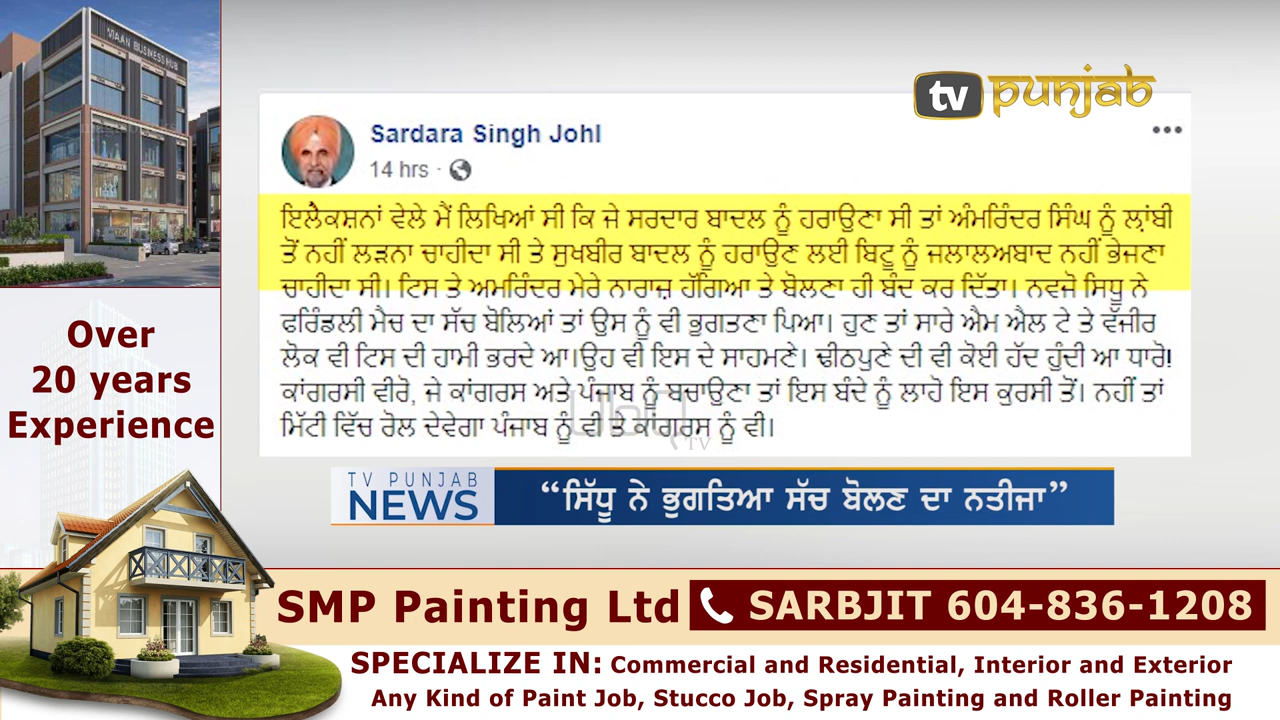 MAAN BUSINESS HUB
tv punjab
Sardara Singh Johl
14 hrs ·
ਇਲੈਕਸ਼ਨਾਂ ਵੇਲੇ ਮੈਂ ਲਿਖਿਆਂ ਸੀ ਕਿ ਜੇ ਸਰਦਾਰ ਬਾਦਲ ਨੂੰ ਹਰਾਉਣਾ ਸੀ ਤਾਂ ਅੰਮਰਿੰਦਰ ਸਿੰਘ ਨੂੰ ਲ੍ਾਂਬੀ
ਤੋਂ ਨਹੀਂ ਲੜਨਾ ਚਾਹੀਦਾ ਸੀ ਤੇ ਸੁਖਬੀਰ ਬਾਦਲ ਨੂੰ ਹਰਾਉਣ ਲਈ ਬਿਟੂ ਨੂੰ ਜਲਾਲਅਬਾਦ ਨਹੀਂ ਭੇਜਣਾ
ਚਾਹੀਦਾ ਸੀ। ਟਿਸ ਤੇ ਅਮਰਿੰਦਰ ਮੇਰੇ ਨਾਰਾਜ਼ ਹੱਗਿਆ ਤੇ ਬੋਲਣਾ ਹੀ ਬੰਦ ਕਰ ਦਿੱਤਾ। ਨਵਜੋ ਸਿਧੂ ਨੇ
ਫਰਿੰਡਲੀ ਮੈਚ ਦਾ ਸੱਚ ਬੋਲਿਆਂ ਤਾਂ ਉਸ ਨੂੰ ਵੀ ਭੁਗਤਣਾ ਪਿਆ। ਹੁਣ ਤਾਂ ਸਾਰੇ ਐਮ ਐਲ ਟੇ ਤੇ ਵੱਜੀਰ
ਲੋਕ ਵੀ ਟਿਸ ਦੀ ਹਾਮੀ ਭਰਦੇ ਆ।ਉਹ ਵੀ ਇਸ ਦੇ ਸਾਹਮਣੇ। ਢੀਠਪੁਣੇ ਦੀ ਵੀ ਕੋਈ ਹੱਦ ਹੁੰਦੀ ਆ ਧਾਰੋ!
ਕਾਂਗਰਸੀ ਵੀਰੋ, ਜੇ ਕਾਂਗਰਸ ਅਤੇ ਪੰਜਾਬ ਨੂੰ ਬਚਾਉਣਾ ਤਾਂ ਇਸ ਬੰਦੇ ਨੂੰ ਲਾਹੋ ਇਸ ਕੁਰਸੀ ਤੋਂ। ਨਹੀਂ ਤਾਂ
ਮਿੱਟੀ ਵਿੱਚ ਰੋਲ ਦੇਵੇਗਾ ਪੰਜਾਬ ਨੂੰ ਵੀ ਤੇ ਕਾਂਗਰਸ ਨੂੰ ਵੀ।
TV PUNJAB
NEWS
“ਸਿੱਧੂ ਨੇ ਭੁਗਤਿਆ ਸੱਚ ਬੋਲਣ ਦਾ ਨਤੀਜਾ”
Over
20 years
Experience
SMP Painting Ltd
SARBJIT 604-836-1208
SPECIALIZE IN: Commercial and Residential, Interior and Exterior
Any Kind of Paint Job, Stucco Job, Spray Painting and Roller Painting